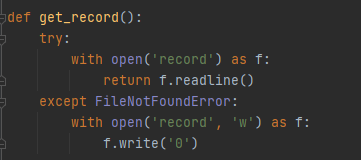 def get_record():
    try:
        with open('record') as f:
            return f.readline()
    except FileNotFoundError:
        with open('record', 'w') as f:
            f.write('0')